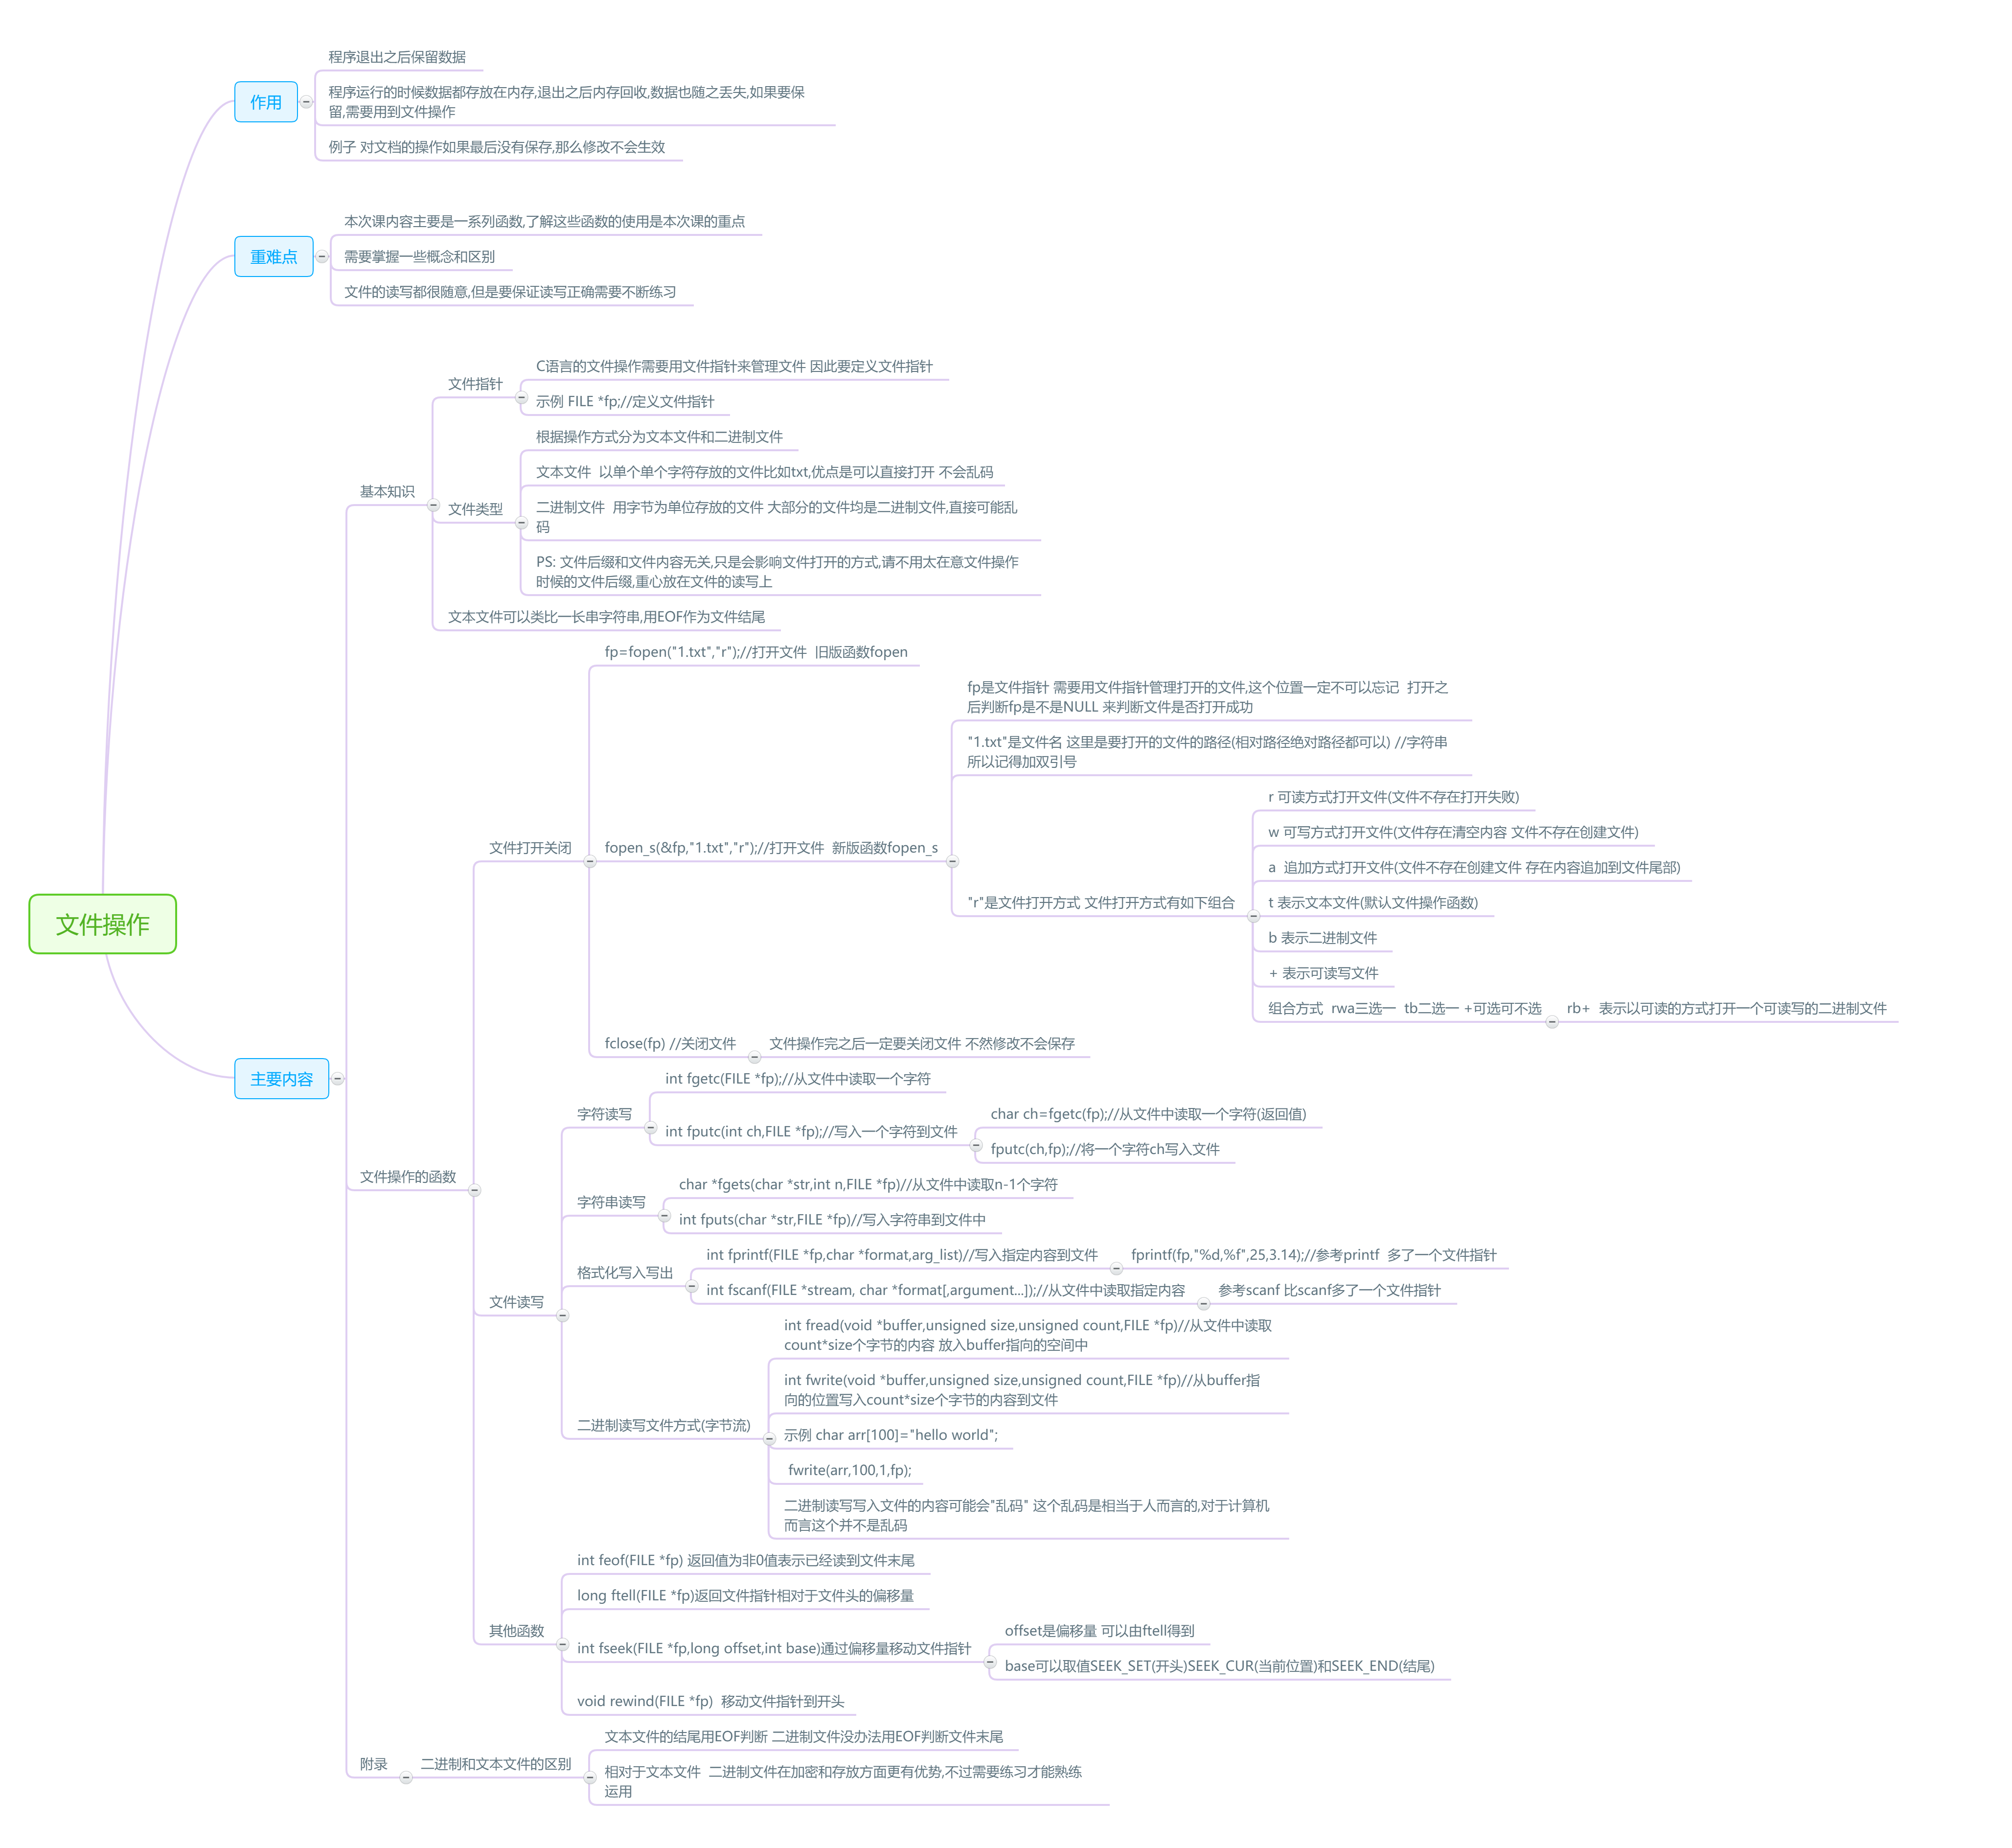 文件操作
作用
程序退出之后保留数据
程序运行的时候数据都存放在内存,退出之后内存回收,数据也随之丢失,如果要保
留,需要用到文件操作
例子 对文档的操作如果最后没有保存,那么修改不会生效
重难点
本次课内容主要是一系列函数,了解这些函数的使用是本次课的重点
需要掌握一些概念和区别
文件的读写都很随意,但是要保证读写正确需要不断练习
主要内容
基本知识
文件指针
C语言的文件操作需要用文件指针来管理文件 因此要定义文件指针
示例 FILE *fp;//定义文件指针
文件类型
根据操作方式分为文本文件和二进制文件
文本文件  以单个单个字符存放的文件比如txt,优点是可以直接打开 不会乱码
二进制文件  用字节为单位存放的文件 大部分的文件均是二进制文件,直接可能乱
码
PS: 文件后缀和文件内容无关,只是会影响文件打开的方式,请不用太在意文件操作
时候的文件后缀,重心放在文件的读写上
文本文件可以类比一长串字符串,用EOF作为文件结尾
文件操作的函数
文件打开关闭
fp=fopen("1.txt","r");//打开文件  旧版函数fopen
fopen_s(&fp,"1.txt","r");//打开文件  新版函数fopen_s
fp是文件指针 需要用文件指针管理打开的文件,这个位置一定不可以忘记  打开之
后判断fp是不是NULL 来判断文件是否打开成功
"1.txt"是文件名 这里是要打开的文件的路径(相对路径绝对路径都可以) //字符串
所以记得加双引号
"r"是文件打开方式 文件打开方式有如下组合
r 可读方式打开文件(文件不存在打开失败)
w 可写方式打开文件(文件存在清空内容 文件不存在创建文件)
a  追加方式打开文件(文件不存在创建文件 存在内容追加到文件尾部)
t 表示文本文件(默认文件操作函数)
b 表示二进制文件
+ 表示可读写文件
组合方式  rwa三选一  tb二选一 +可选可不选
rb+  表示以可读的方式打开一个可读写的二进制文件
fclose(fp) //关闭文件
文件操作完之后一定要关闭文件 不然修改不会保存
文件读写
字符读写
int fgetc(FILE *fp);//从文件中读取一个字符
int fputc(int ch,FILE *fp);//写入一个字符到文件
char ch=fgetc(fp);//从文件中读取一个字符(返回值)
fputc(ch,fp);//将一个字符ch写入文件
字符串读写
char *fgets(char *str,int n,FILE *fp)//从文件中读取n-1个字符
int fputs(char *str,FILE *fp)//写入字符串到文件中
格式化写入写出
int fprintf(FILE *fp,char *format,arg_list)//写入指定内容到文件
fprintf(fp,"%d,%f",25,3.14);//参考printf  多了一个文件指针
int fscanf(FILE *stream, char *format[,argument...]);//从文件中读取指定内容
参考scanf 比scanf多了一个文件指针
二进制读写文件方式(字节流)
int fread(void *buffer,unsigned size,unsigned count,FILE *fp)//从文件中读取
count*size个字节的内容 放入buffer指向的空间中
int fwrite(void *buffer,unsigned size,unsigned count,FILE *fp)//从buffer指
向的位置写入count*size个字节的内容到文件
示例 char arr[100]="hello world";
fwrite(arr,100,1,fp);
二进制读写写入文件的内容可能会"乱码" 这个乱码是相当于人而言的,对于计算机
而言这个并不是乱码
其他函数
int feof(FILE *fp) 返回值为非0值表示已经读到文件末尾
long ftell(FILE *fp)返回文件指针相对于文件头的偏移量
int fseek(FILE *fp,long offset,int base)通过偏移量移动文件指针
offset是偏移量 可以由ftell得到
base可以取值SEEK_SET(开头)SEEK_CUR(当前位置)和SEEK_END(结尾)
void rewind(FILE *fp)  移动文件指针到开头
附录
二进制和文本文件的区别
文本文件的结尾用EOF判断 二进制文件没办法用EOF判断文件末尾
相对于文本文件  二进制文件在加密和存放方面更有优势,不过需要练习才能熟练
运用